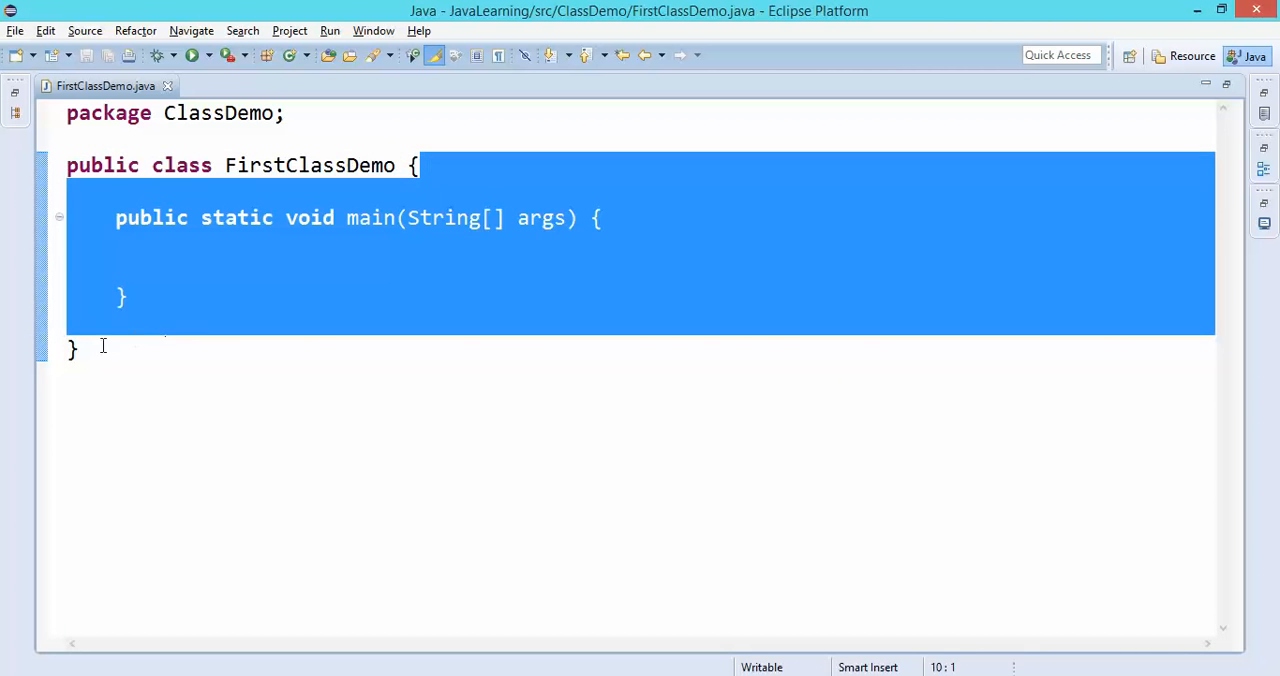 Java - JavaLearning/src/ClassDemo/FirstClassDemo.java - Eclipse Platform
File Edit Source Refactor Navigate Search Project Run Window Help
Quick Access Resource Java
FirstClassDemo.java
package ClassDemo;
public class FirstClassDemo {
public static void main(String[] args) {
}
}
Writable Smart Insert 10 : 1